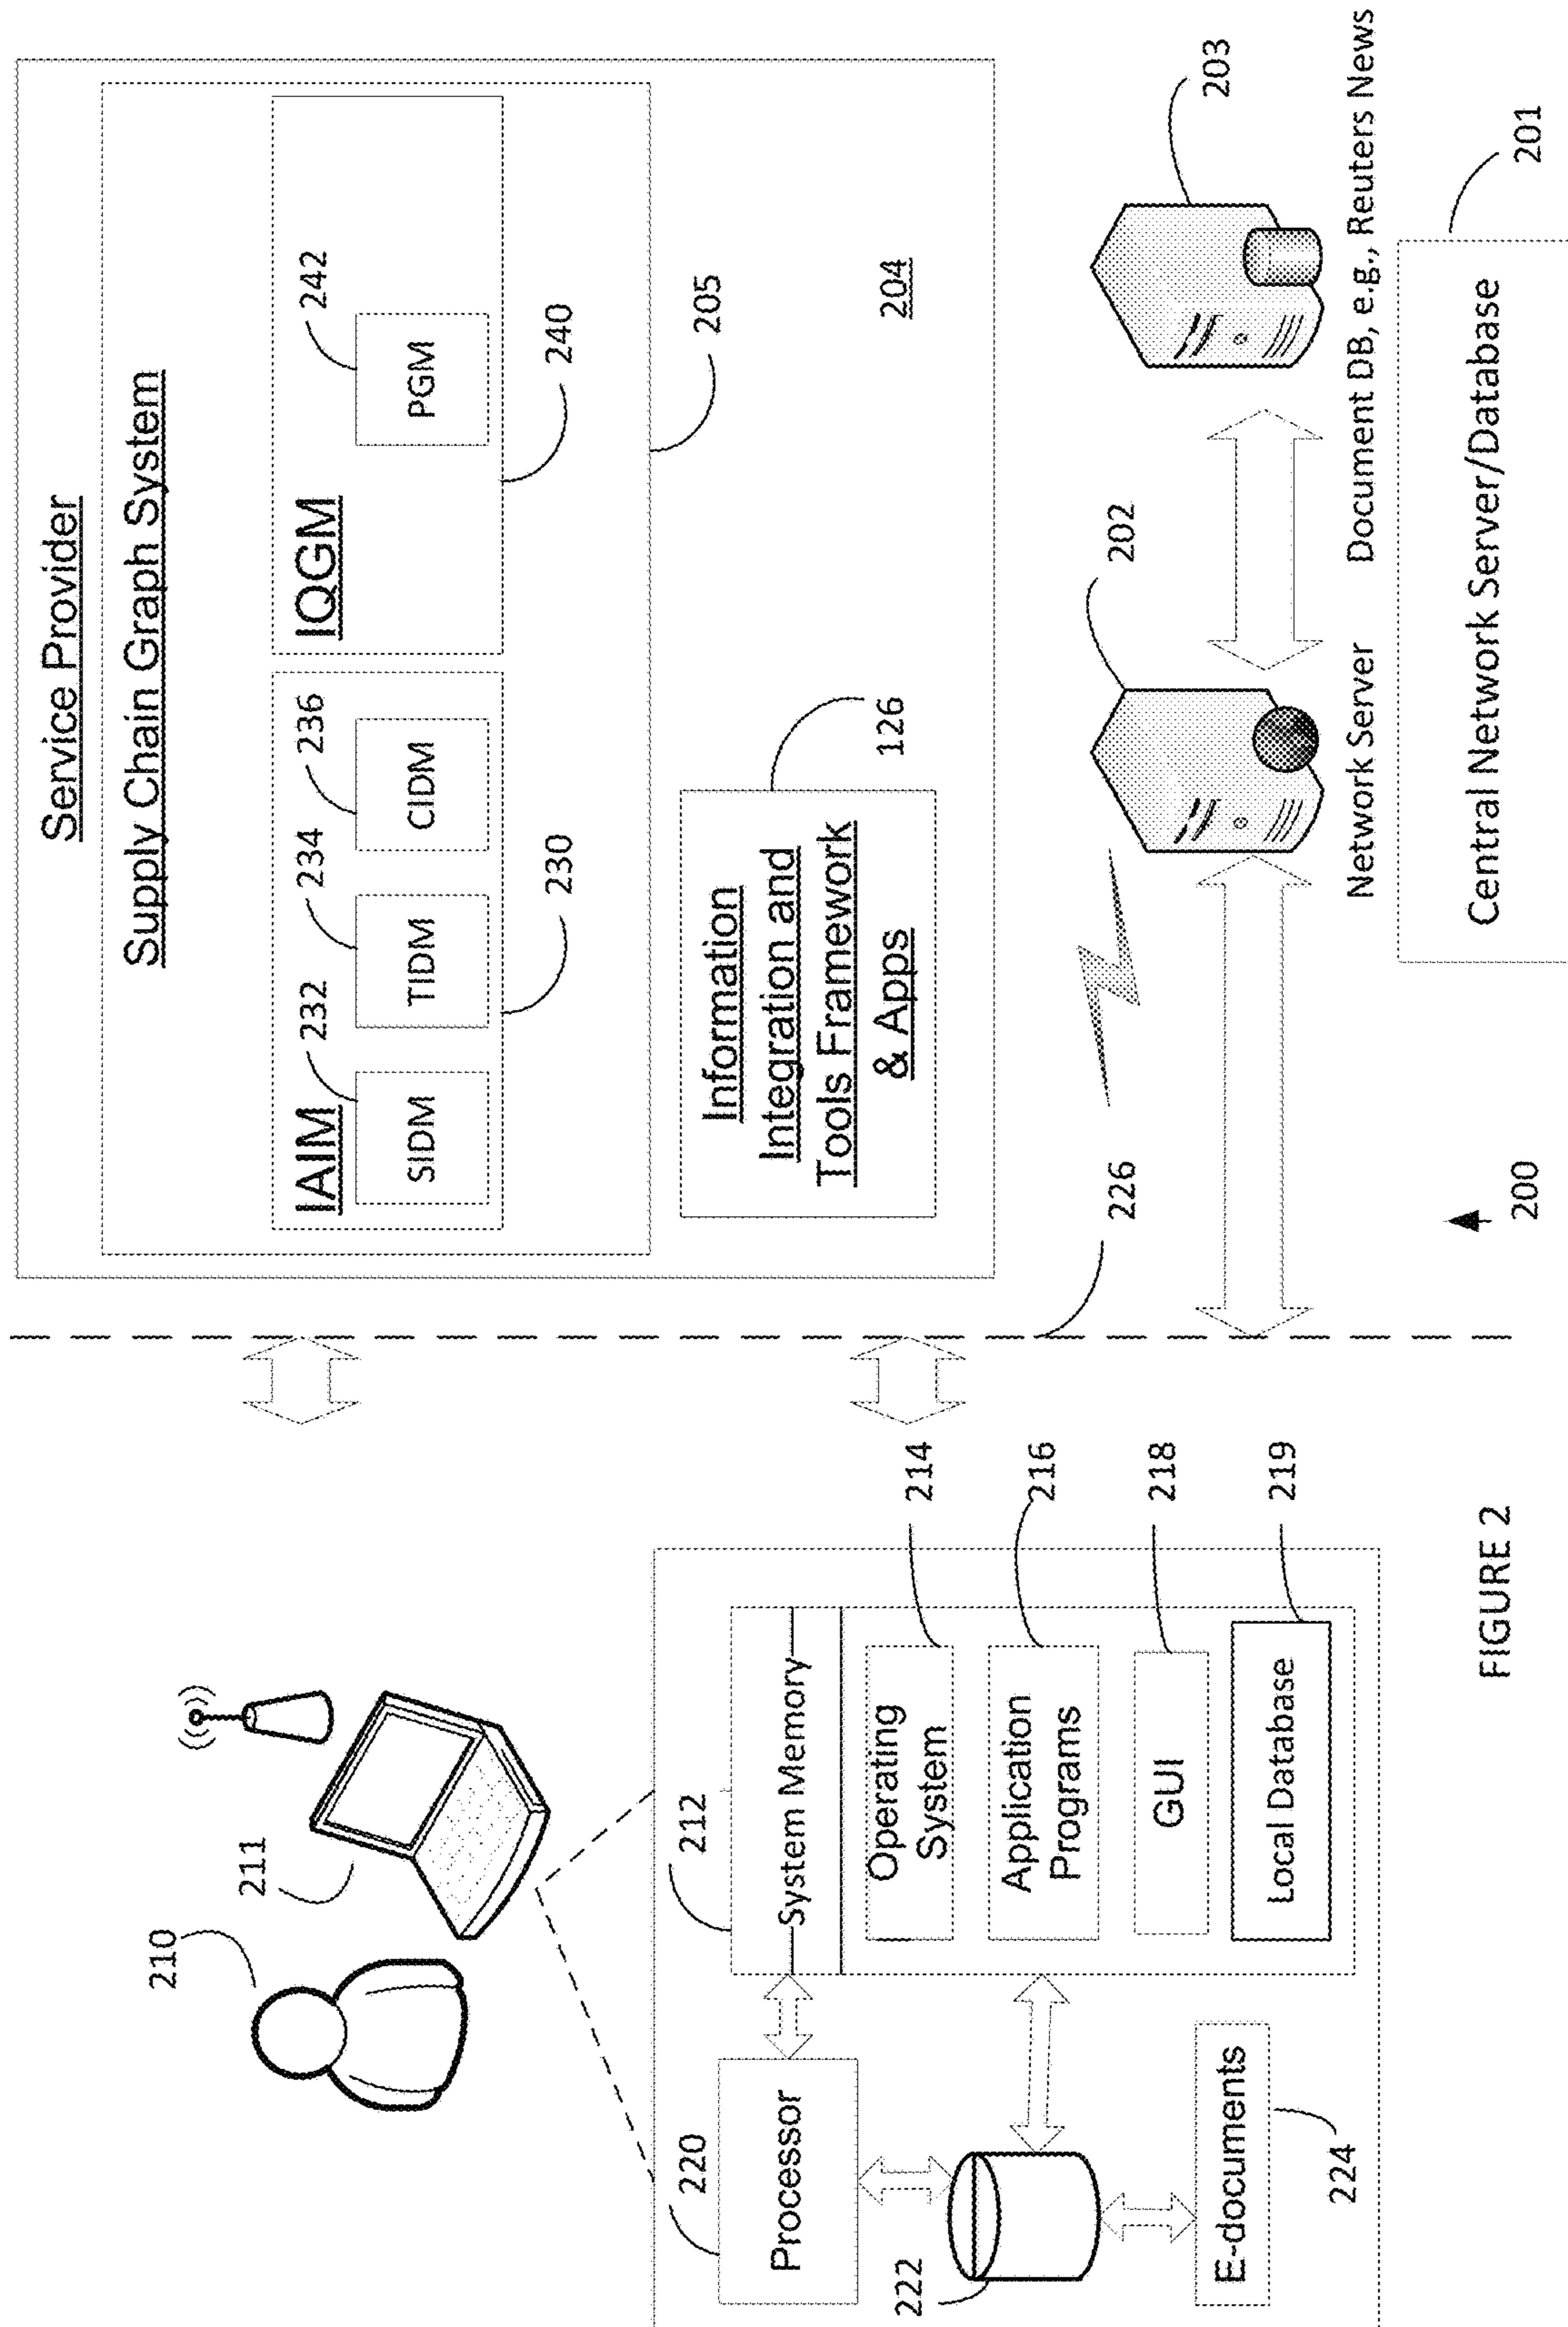 210
211
220
Processor
222
E-documents
224
212
System Memory
Operating
System
214
Application
Programs
216
GUI
218
Local Database
219
FIGURE 2
Service Provider
Supply Chain Graph System
IAIM
232
SIDM
234
TIDM
236
CIDM
230
IQGM
242
PGM
240
205
204
Information
Integration and
Tools Framework
& Apps
126
226
202
203
Network Server
Document DB, e.g., Reuters News
201
Central Network Server/Database
200